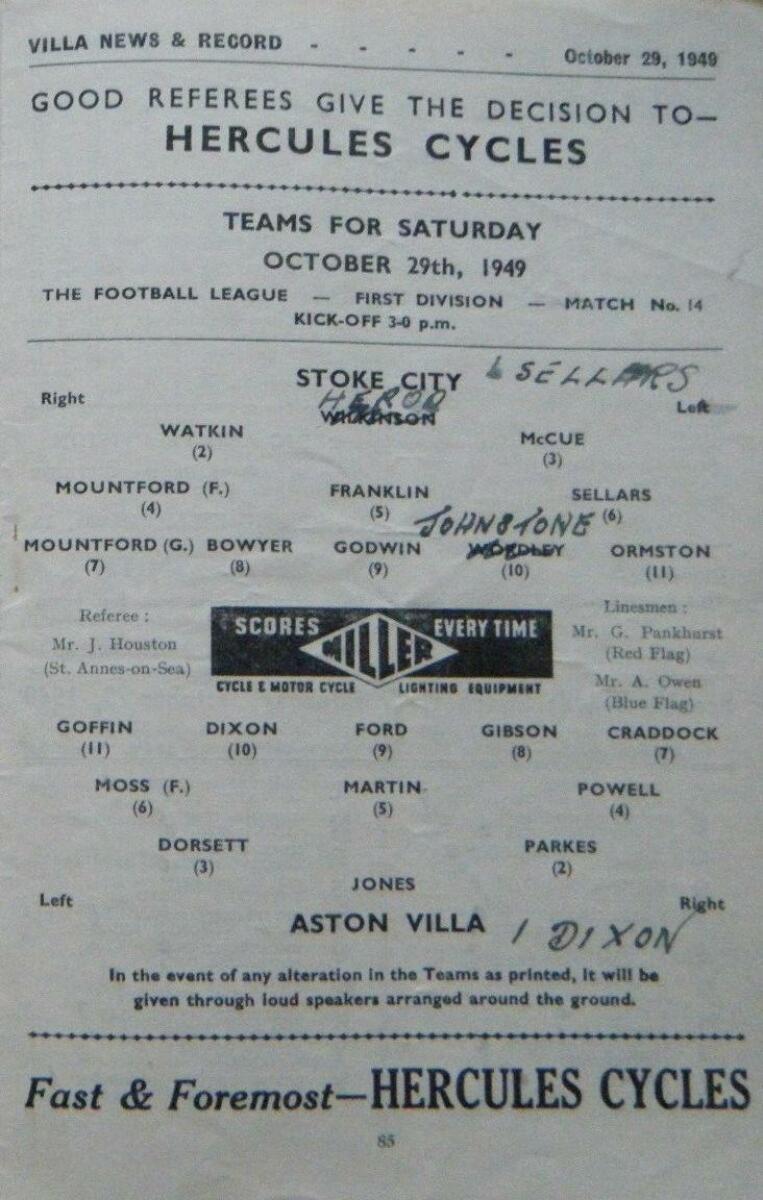 VILLA NEWS & RECORD - - - - - October 29, 1949
GOOD REFEREES GIVE THE DECISION TO—
HERCULES CYCLES
TEAMS FOR SATURDAY
OCTOBER 29th, 1949
THE FOOTBALL LEAGUE — FIRST DIVISION — MATCH No. 14
KICK-OFF 3-0 p.m.
STOKE CITY SELLARS
Right HEROD Left
WILKINSON
WATKIN McCUE
(2) (3)
MOUNTFORD (F.) FRANKLIN SELLARS
(4) (5) (6)
JOHNSTONE
MOUNTFORD (G.) BOWYER GODWIN ORMSTON
(7) (8) (9) (10) (11)
Referee :
Mr. J. Houston
(St. Annes-on-Sea)
SCORES MILLER EVERY TIME
CYCLE & MOTOR CYCLE LIGHTING EQUIPMENT
Linesmen :
Mr. G. Pankhurst
(Red Flag)
Mr. A. Owen
(Blue Flag)
GOFFIN DIXON FORD GIBSON CRADDOCK
(11) (10) (9) (8) (7)
MOSS (F.) MARTIN POWELL
(6) (5) (4)
DORSETT PARKES
(3) (2)
JONES
Left Right
ASTON VILLA 1 DIXON
In the event of any alteration in the Teams as printed, it will be
given through loud speakers arranged around the ground.
Fast & Foremost—HERCULES CYCLES
85